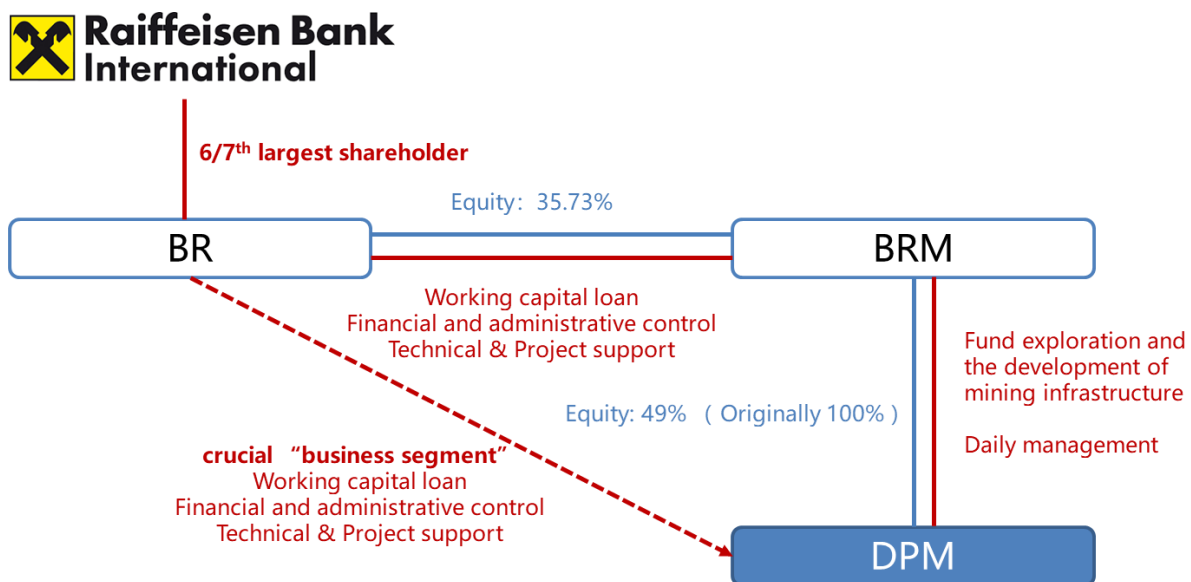 Raiffeisen Bank
International
6/7th largest shareholder
Equity: 35.73%
BR
BRM
Working capital loan
Financial and administrative control
Technical & Project support
Fund exploration and
the development of
mining infrastructure
Equity: 49% ( Originally 100% )
Daily management
crucial “business segment”
Working capital loan
Financial and administrative control
Technical & Project support
DPM